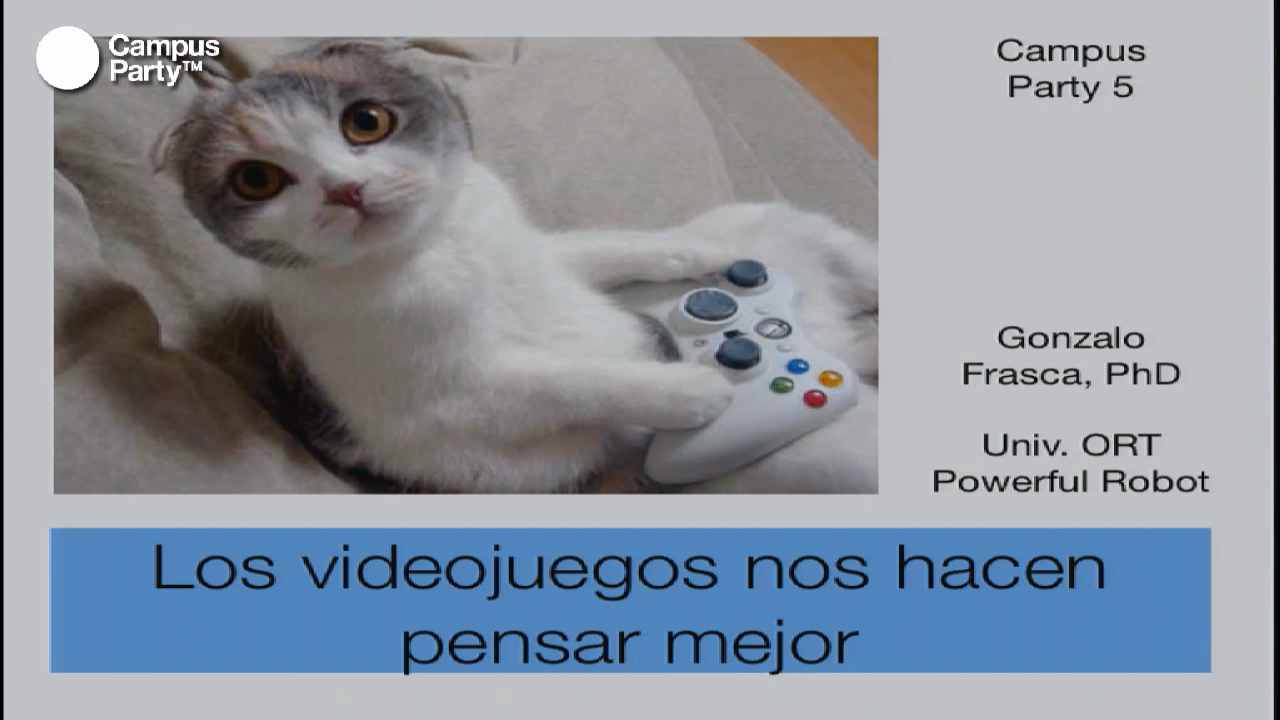 Campus
Party™
Campus
Party 5
Gonzalo
Frasca, PhD
Univ. ORT
Powerful Robot
Los videojuegos nos hacen
pensar mejor